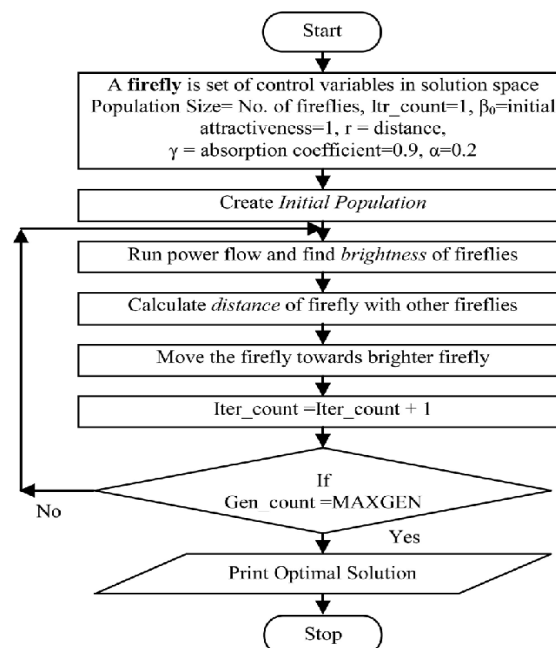 Start
A firefly is set of control variables in solution space
Population Size= No. of fireflies, Itr_count=1, β₀=initial
attractiveness=1, r = distance,
γ = absorption coefficient=0.9, α=0.2
Create Initial Population
Run power flow and find brightness of fireflies
Calculate distance of firefly with other fireflies
Move the firefly towards brighter firefly
Iter_count =Iter_count + 1
If
Gen_count =MAXGEN
No
Yes
Print Optimal Solution
Stop